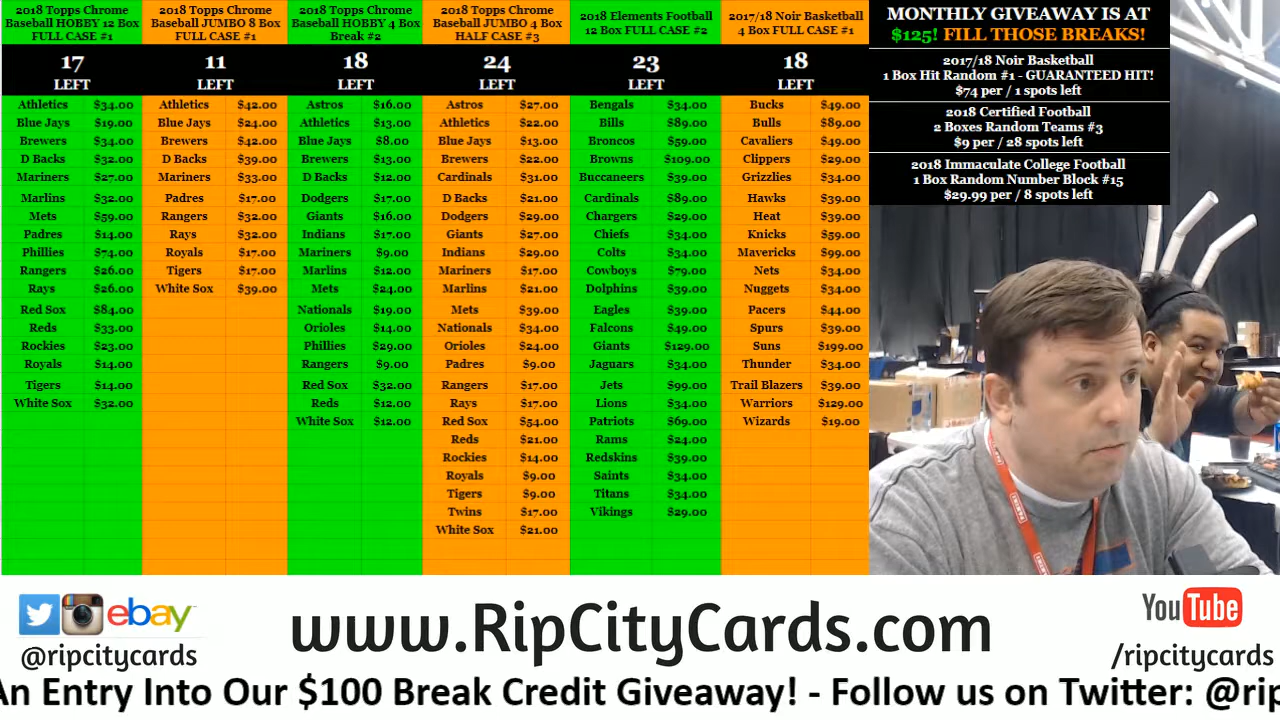 2018 Topps Chrome
Baseball HOBBY 12 Box
FULL CASE #1
17
LEFT
Athletics $34.00
Blue Jays $19.00
Brewers $34.00
D Backs $32.00
Mariners $27.00
Marlins $32.00
Mets $59.00
Padres $14.00
Phillies $74.00
Rangers $26.00
Rays $26.00
Red Sox $84.00
Reds $33.00
Rockies $23.00
Royals $14.00
Tigers $14.00
White Sox $32.00
2018 Topps Chrome
Baseball JUMBO 8 Box
FULL CASE #1
11
LEFT
Athletics $42.00
Blue Jays $24.00
Brewers $42.00
D Backs $39.00
Mariners $33.00
Padres $17.00
Rangers $32.00
Rays $32.00
Royals $17.00
Tigers $17.00
White Sox $39.00
2018 Topps Chrome
Baseball HOBBY 4 Box
Break #2
18
LEFT
Astros $16.00
Athletics $13.00
Blue Jays $8.00
Brewers $13.00
D Backs $12.00
Dodgers $17.00
Giants $16.00
Indians $17.00
Mariners $9.00
Marlins $12.00
Mets $24.00
Nationals $19.00
Orioles $14.00
Phillies $29.00
Rangers $9.00
Red Sox $32.00
Reds $12.00
White Sox $12.00
2018 Topps Chrome
Baseball JUMBO 4 Box
HALF CASE #3
24
LEFT
Astros $27.00
Athletics $22.00
Blue Jays $13.00
Brewers $22.00
Cardinals $31.00
D Backs $21.00
Dodgers $29.00
Giants $27.00
Indians $29.00
Mariners $17.00
Marlins $21.00
Mets $39.00
Nationals $34.00
Orioles $24.00
Padres $9.00
Rangers $17.00
Rays $17.00
Red Sox $54.00
Reds $21.00
Rockies $14.00
Royals $9.00
Tigers $9.00
Twins $17.00
White Sox $21.00
2018 Elements Football
12 Box FULL CASE #2
23
LEFT
Bengals $34.00
Bills $89.00
Broncos $59.00
Browns $109.00
Buccaneers $39.00
Cardinals $89.00
Chargers $29.00
Chiefs $34.00
Colts $34.00
Cowboys $79.00
Dolphins $39.00
Eagles $39.00
Falcons $49.00
Giants $129.00
Jaguars $34.00
Jets $99.00
Lions $34.00
Patriots $69.00
Rams $24.00
Redskins $39.00
Saints $34.00
Titans $34.00
Vikings $29.00
2017/18 Noir Basketball
4 Box FULL CASE #1
18
LEFT
Bucks $49.00
Bulls $89.00
Cavaliers $49.00
Clippers $29.00
Grizzlies $34.00
Hawks $39.00
Heat $39.00
Knicks $59.00
Mavericks $99.00
Nets $34.00
Nuggets $34.00
Pacers $44.00
Spurs $39.00
Suns $199.00
Thunder $34.00
Trail Blazers $39.00
Warriors $129.00
Wizards $19.00
MONTHLY GIVEAWAY IS AT
$125! FILL THOSE BREAKS!
2017/18 Noir Basketball
1 Box Hit Random #1 - GUARANTEED HIT!
$74 per / 1 spots left
2018 Certified Football
2 Boxes Random Teams #3
$9 per / 28 spots left
2018 Immaculate College Football
1 Box Random Number Block #15
$29.99 per / 8 spots left
PANINI
ebay
@ripcitycards
www.RipCityCards.com
YouTube
/ripcitycards
An Entry Into Our $100 Break Credit Giveaway! - Follow us on Twitter: @rip